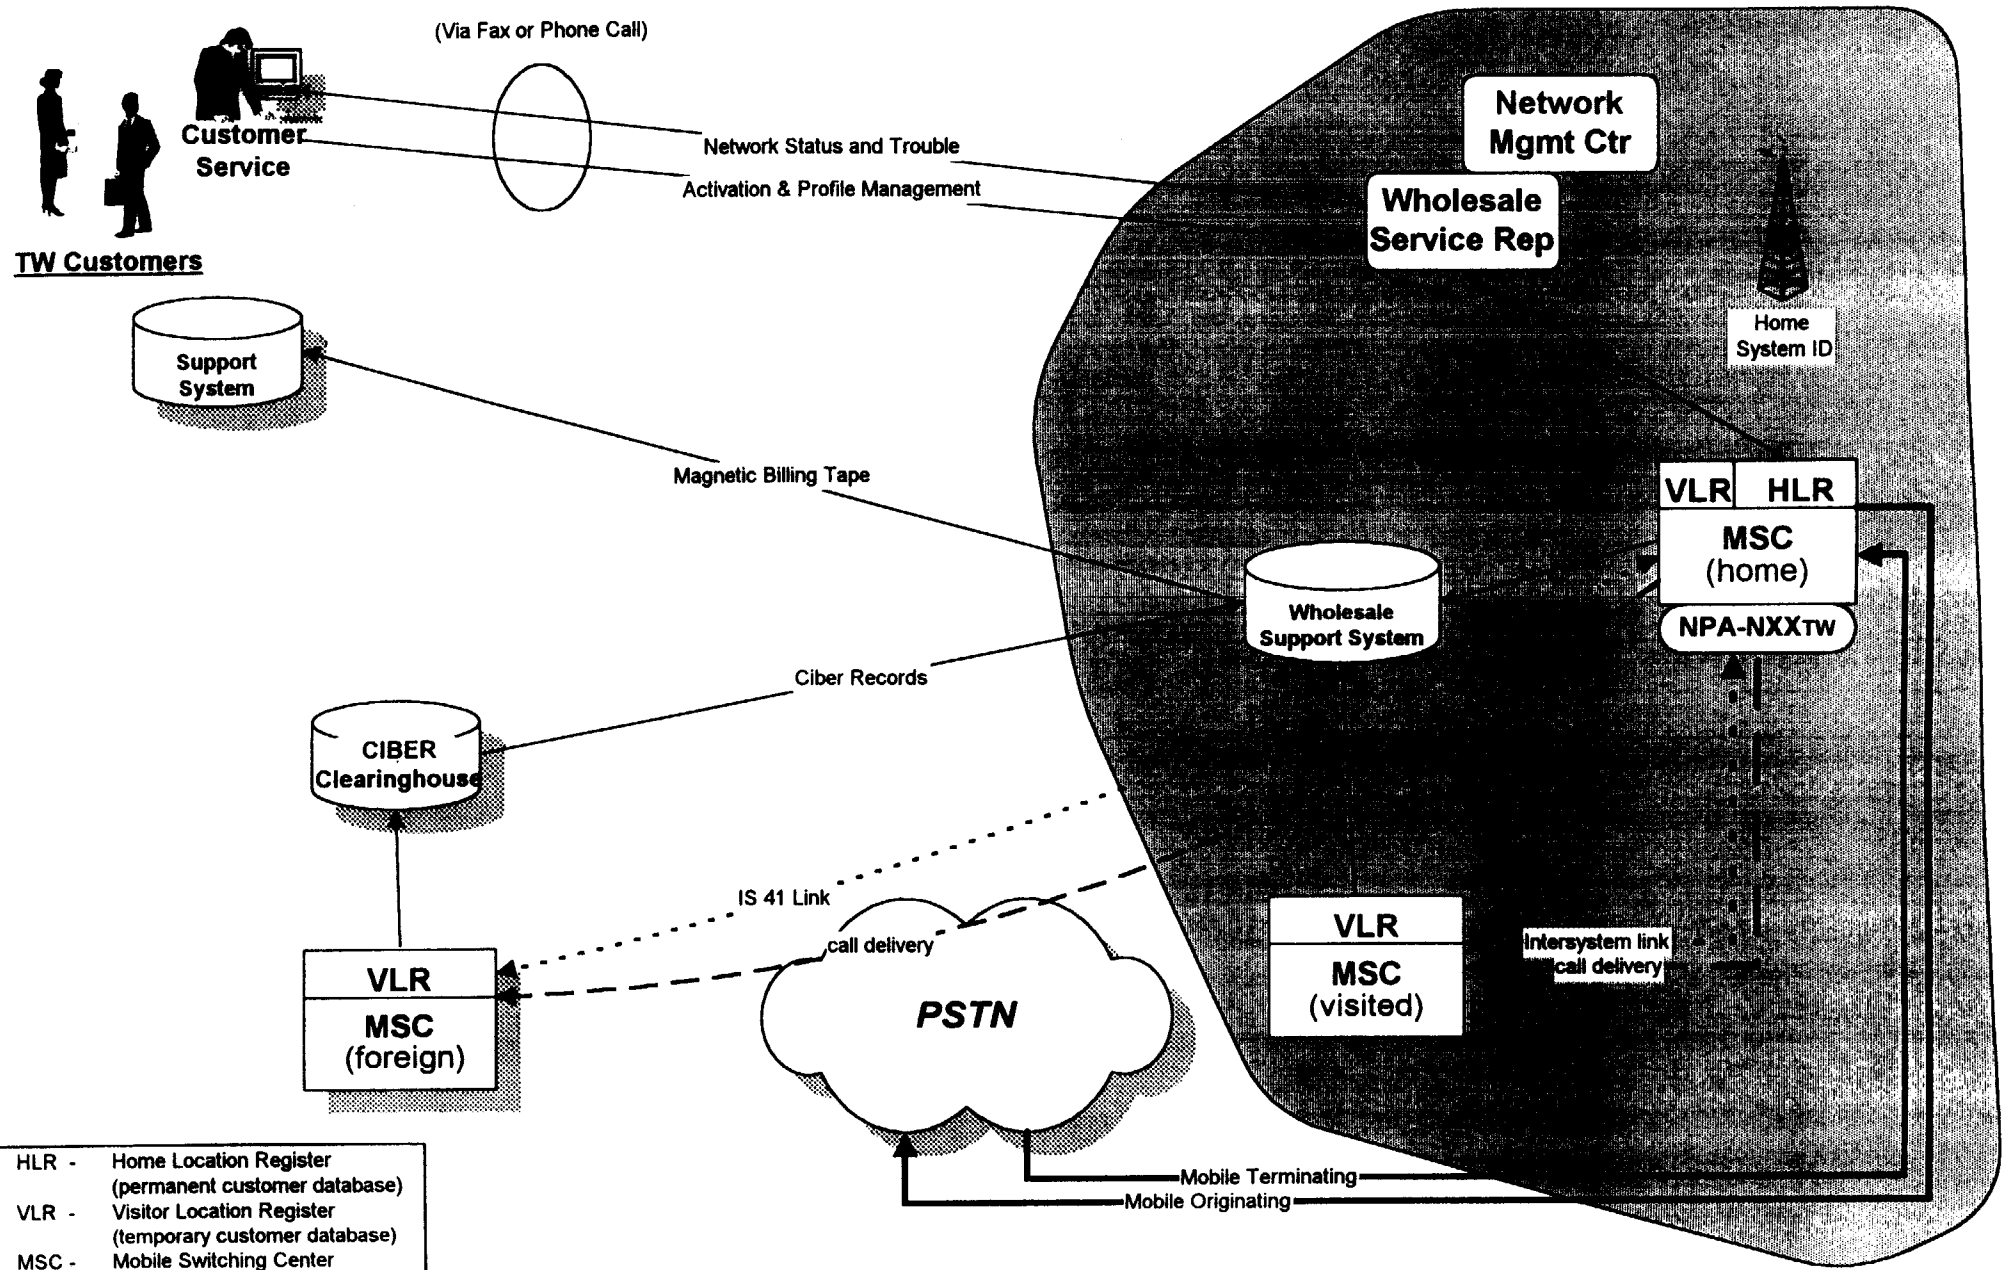 (Via Fax or Phone Call)
Customer
Service
TW Customers
Network Status and Trouble
Activation & Profile Management
Network
Mgmt Ctr
Wholesale
Service Rep
Home
System ID
Support
System
Magnetic Billing Tape
VLR HLR
MSC
(home)
NPA-NXXTW
Wholesale
Support System
Ciber Records
CIBER
Clearinghouse
IS 41 Link
call delivery
VLR
MSC
(foreign)
PSTN
VLR
MSC
(visited)
Intersystem link
call delivery
Mobile Terminating
Mobile Originating
HLR - Home Location Register
(permanent customer database)
VLR - Visitor Location Register
(temporary customer database)
MSC - Mobile Switching Center